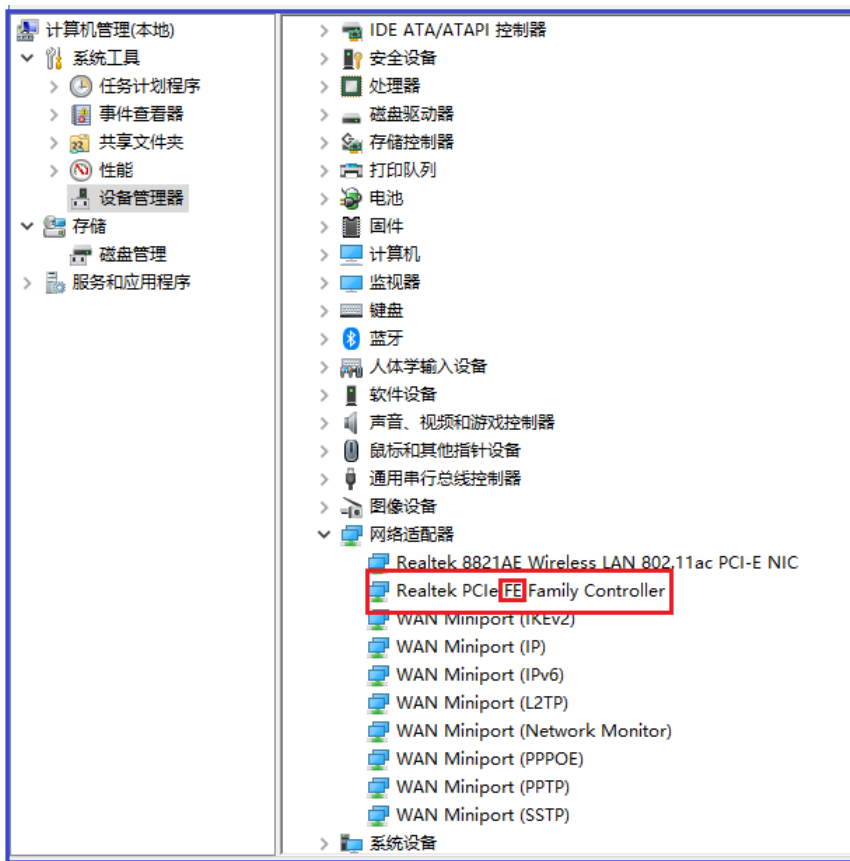 计算机管理(本地)
系统工具
任务计划程序
事件查看器
共享文件夹
性能
设备管理器
存储
磁盘管理
服务和应用程序
IDE ATA/ATAPI 控制器
安全设备
处理器
磁盘驱动器
存储控制器
打印队列
电池
固件
计算机
监视器
键盘
蓝牙
人体学输入设备
软件设备
声音、视频和游戏控制器
鼠标和其他指针设备
通用串行总线控制器
图像设备
网络适配器
Realtek 8821AE Wireless LAN 802.11ac PCI-E NIC
Realtek PCIe FE Family Controller
WAN Miniport (IKEv2)
WAN Miniport (IP)
WAN Miniport (IPv6)
WAN Miniport (L2TP)
WAN Miniport (Network Monitor)
WAN Miniport (PPPOE)
WAN Miniport (PPTP)
WAN Miniport (SSTP)
系统设备